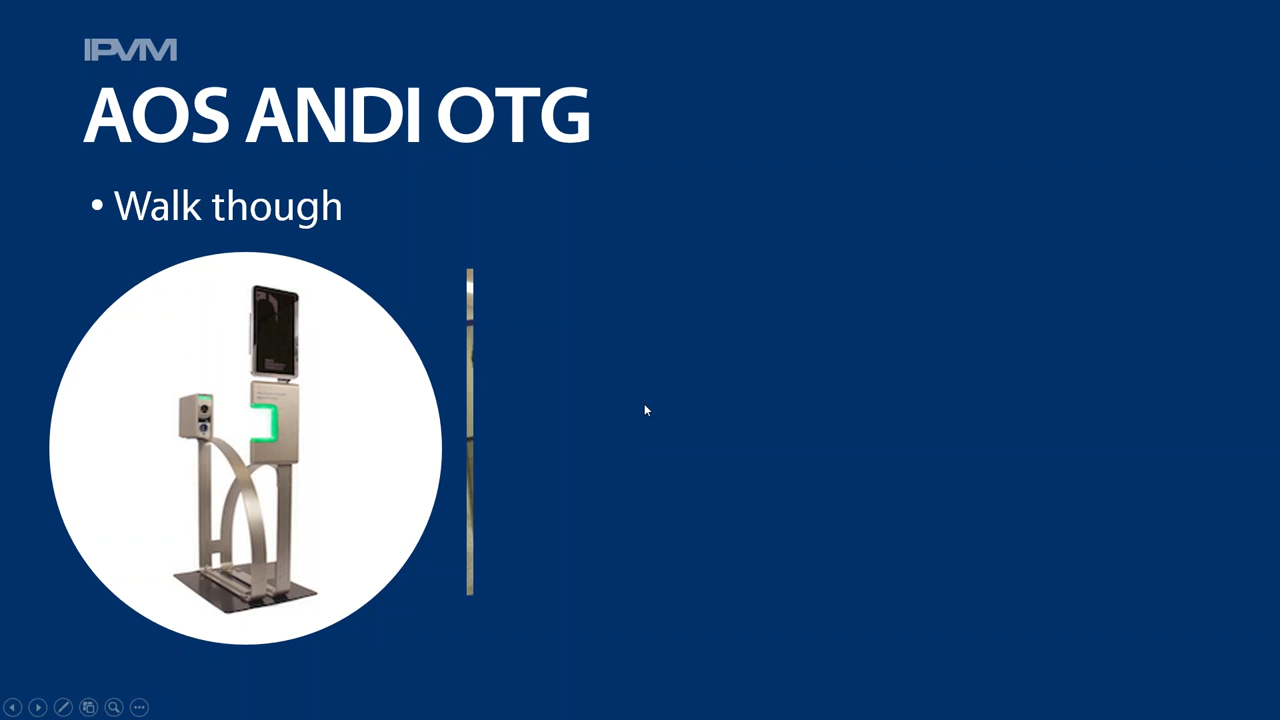 IPVM
AOS ANDI OTG
• Walk though